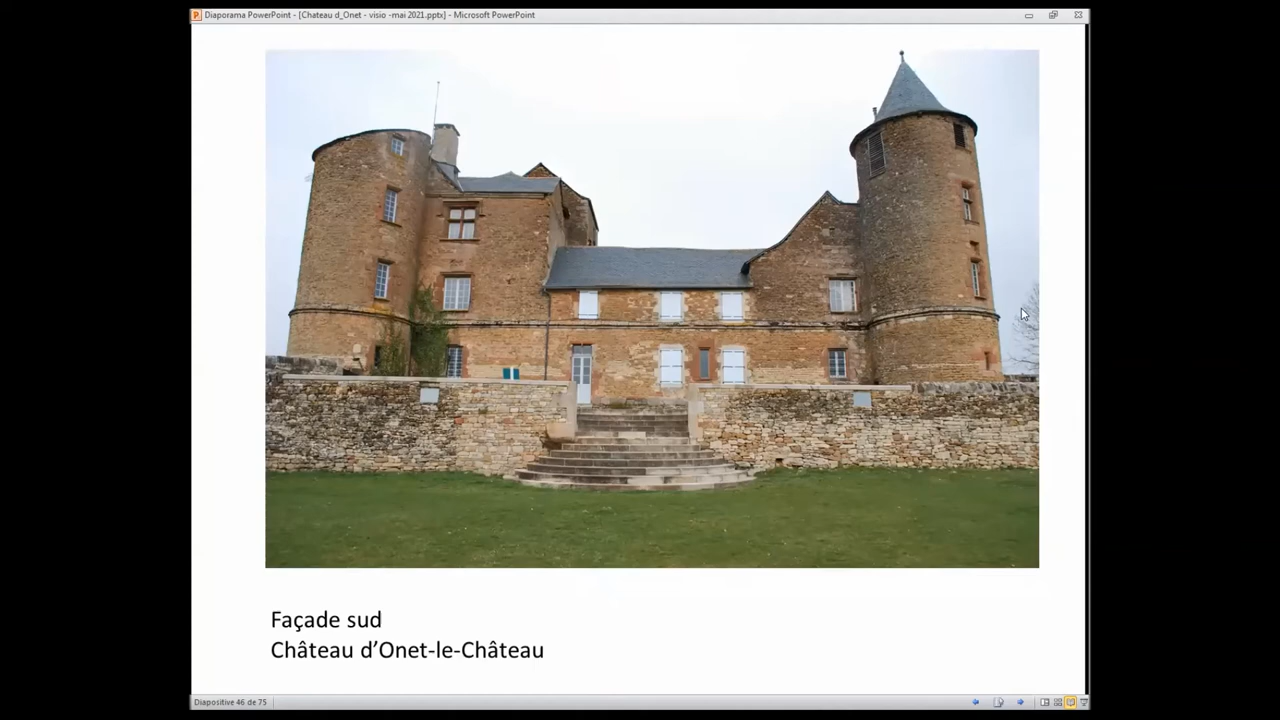 Diaporama PowerPoint - [Chateau d_Onet - visio -mai 2021.pptx] - Microsoft PowerPoint
Façade sud
Château d’Onet-le-Château
Diapositive 46 de 75